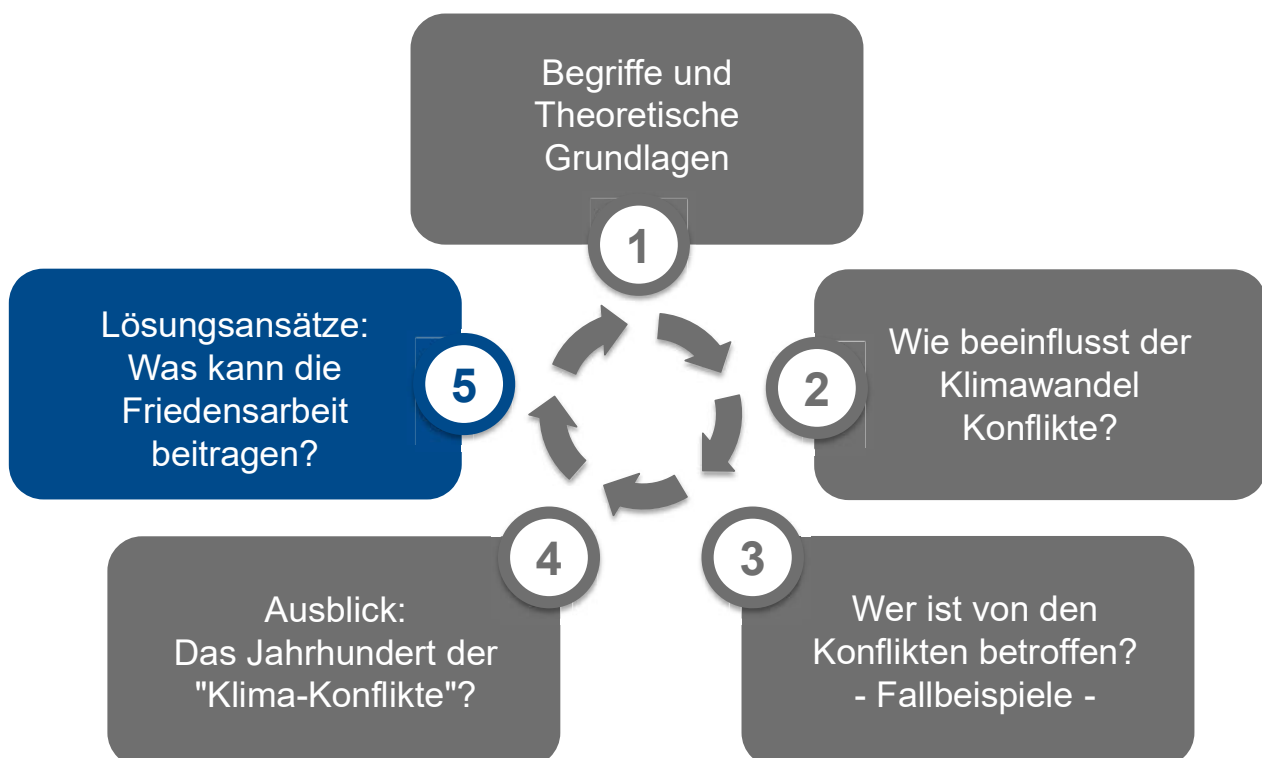 Begriffe und
Theoretische
Grundlagen
1
Wie beeinflusst der
Klimawandel
Konflikte?
2
Wer ist von den
Konflikten betroffen?
- Fallbeispiele -
3
Ausblick:
Das Jahrhundert der
"Klima-Konflikte"?
4
Lösungsansätze:
Was kann die
Friedensarbeit
beitragen?
5